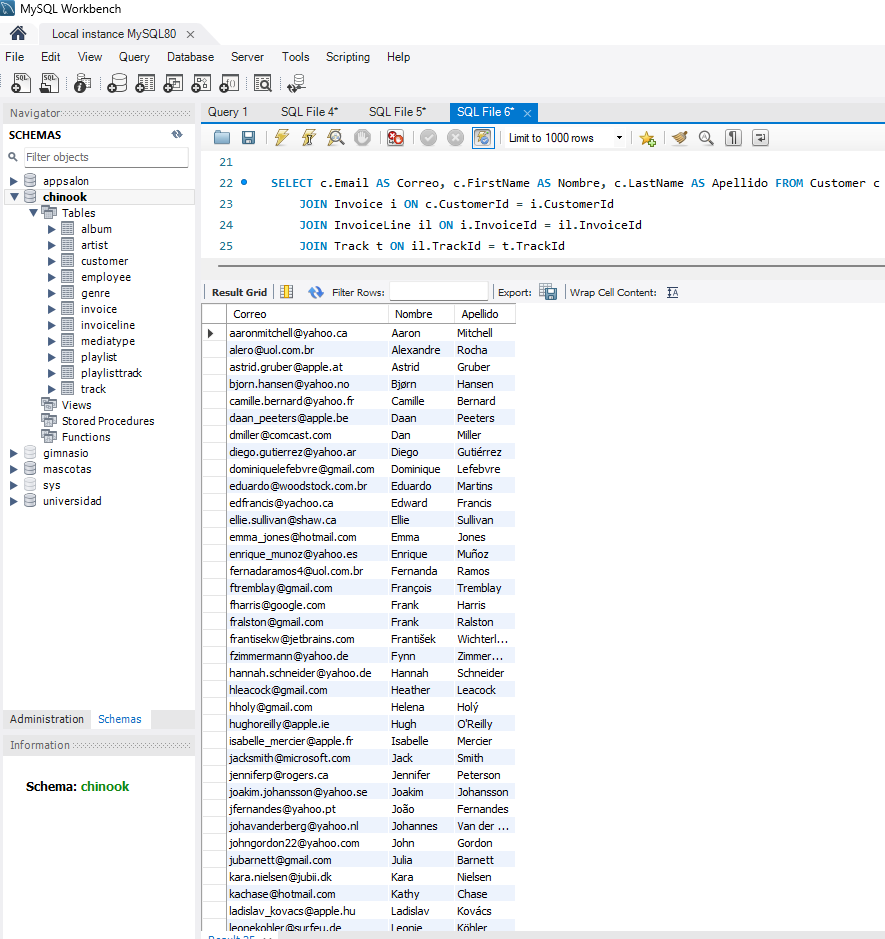 MySQL Workbench
Local instance MySQL80 ×
File Edit View Query Database Server Tools Scripting Help
SQL SQL
Navigator
SCHEMAS
Filter objects
appsalon
chinook
Tables
album
artist
customer
employee
genre
invoice
invoiceline
mediatype
playlist
playlisttrack
track
Views
Stored Procedures
Functions
gimnasio
mascotas
sys
universidad
Administration Schemas
Information
Schema: chinook
Query 1 SQL File 4* SQL File 5* SQL File 6* ×
Limit to 1000 rows
21
22 SELECT c.Email AS Correo, c.FirstName AS Nombre, c.LastName AS Apellido FROM Customer c
23 JOIN Invoice i ON c.CustomerId = i.CustomerId
24 JOIN InvoiceLine il ON i.InvoiceId = il.InvoiceId
25 JOIN Track t ON il.TrackId = t.TrackId
Result Grid Filter Rows: Export: Wrap Cell Content:
Correo Nombre Apellido
aaronmitchell@yahoo.ca Aaron Mitchell
alero@uol.com.br Alexandre Rocha
astrid.gruber@apple.at Astrid Gruber
bjorn.hansen@yahoo.no Bjørn Hansen
camille.bernard@yahoo.fr Camille Bernard
daan_peeters@apple.be Daan Peeters
dmiller@comcast.com Dan Miller
diego.gutierrez@yahoo.ar Diego Gutiérrez
dominiquelefebvre@gmail.com Dominique Lefebvre
eduardo@woodstock.com.br Eduardo Martins
edfrancis@yachoo.ca Edward Francis
ellie.sullivan@shaw.ca Ellie Sullivan
emma_jones@hotmail.com Emma Jones
enrique_munoz@yahoo.es Enrique Muñoz
fernadaramos4@uol.com.br Fernanda Ramos
ftremblay@gmail.com François Tremblay
fharris@google.com Frank Harris
fralston@gmail.com Frank Ralston
frantisekw@jetbrains.com František Wichterl...
fzimmermann@yahoo.de Fynn Zimmer...
hannah.schneider@yahoo.de Hannah Schneider
hleacock@gmail.com Heather Leacock
hholy@gmail.com Helena Holý
hughoreilly@apple.ie Hugh O'Reilly
isabelle_mercier@apple.fr Isabelle Mercier
jacksmith@microsoft.com Jack Smith
jenniferp@rogers.ca Jennifer Peterson
joakim.johansson@yahoo.se Joakim Johansson
jfernandes@yahoo.pt João Fernandes
johavanderberg@yahoo.nl Johannes Van der ...
johngordon22@yahoo.com John Gordon
jubarnett@gmail.com Julia Barnett
kara.nielsen@jubii.dk Kara Nielsen
kachase@hotmail.com Kathy Chase
ladislav_kovacs@apple.hu Ladislav Kovács
leonekohler@surfeu.de Leonie Köhler